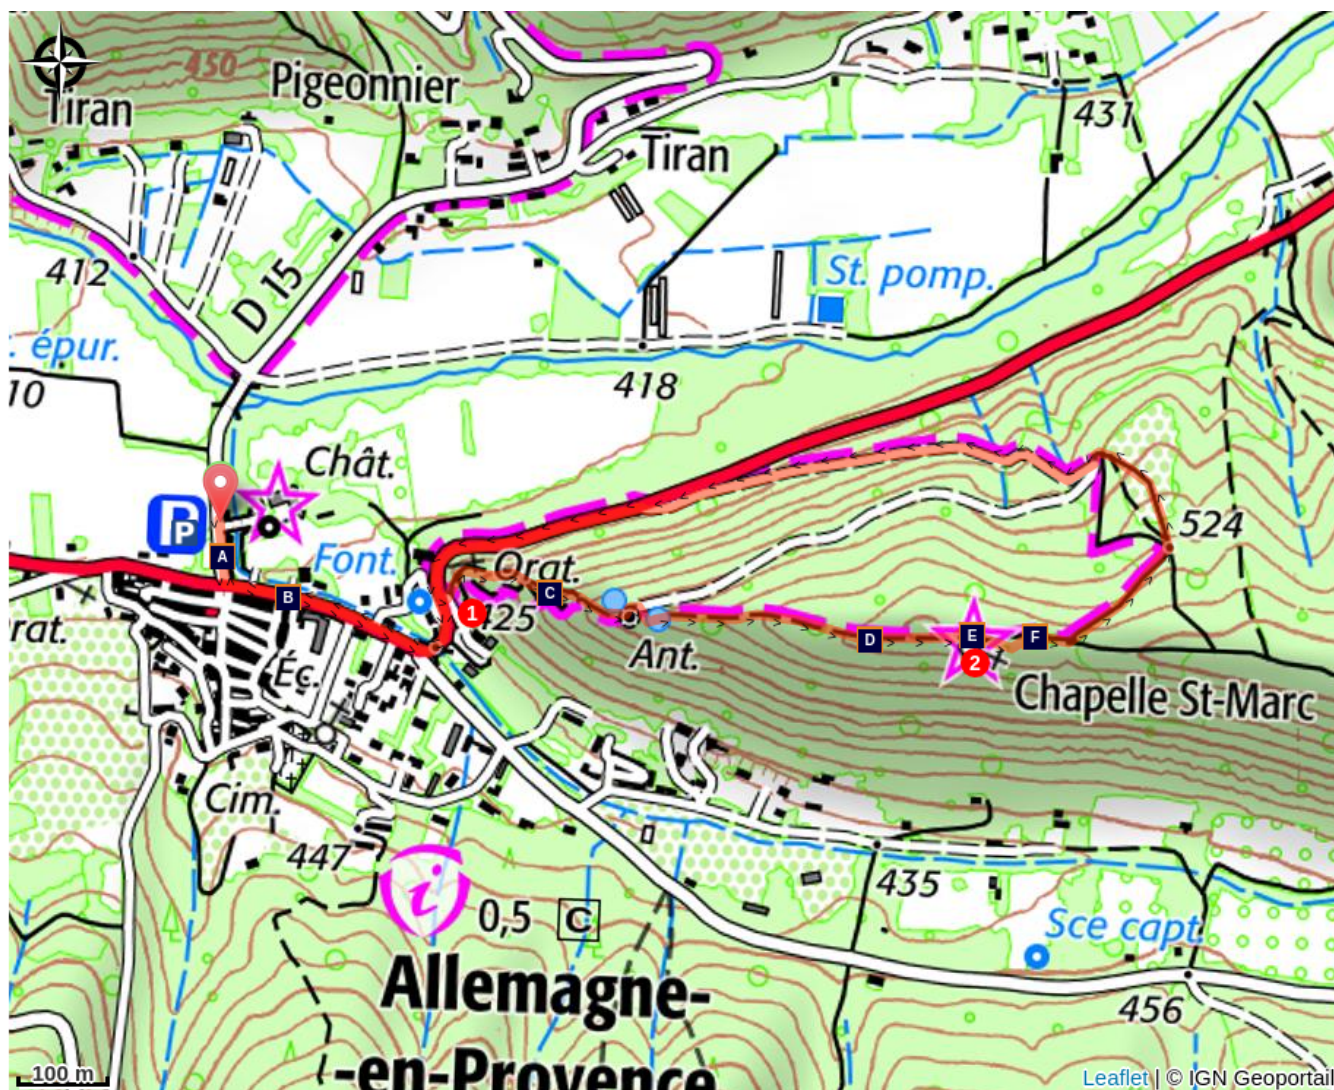 450
Tiran
Pigeonnier
431
Tiran
412
D 15
St. pomp.
. épur.
10
418
Chât.
P
P
524
A
Font.
Orat.
B
C
1
425
rat.
Ant.
D
E
F
2
Éc.
Chapelle St-Marc
Cim.
447
i
0,5
C
435
Sce capt.
Allemagne-
456
-en-Provence
100 m
Leaflet | © IGN Geoportail